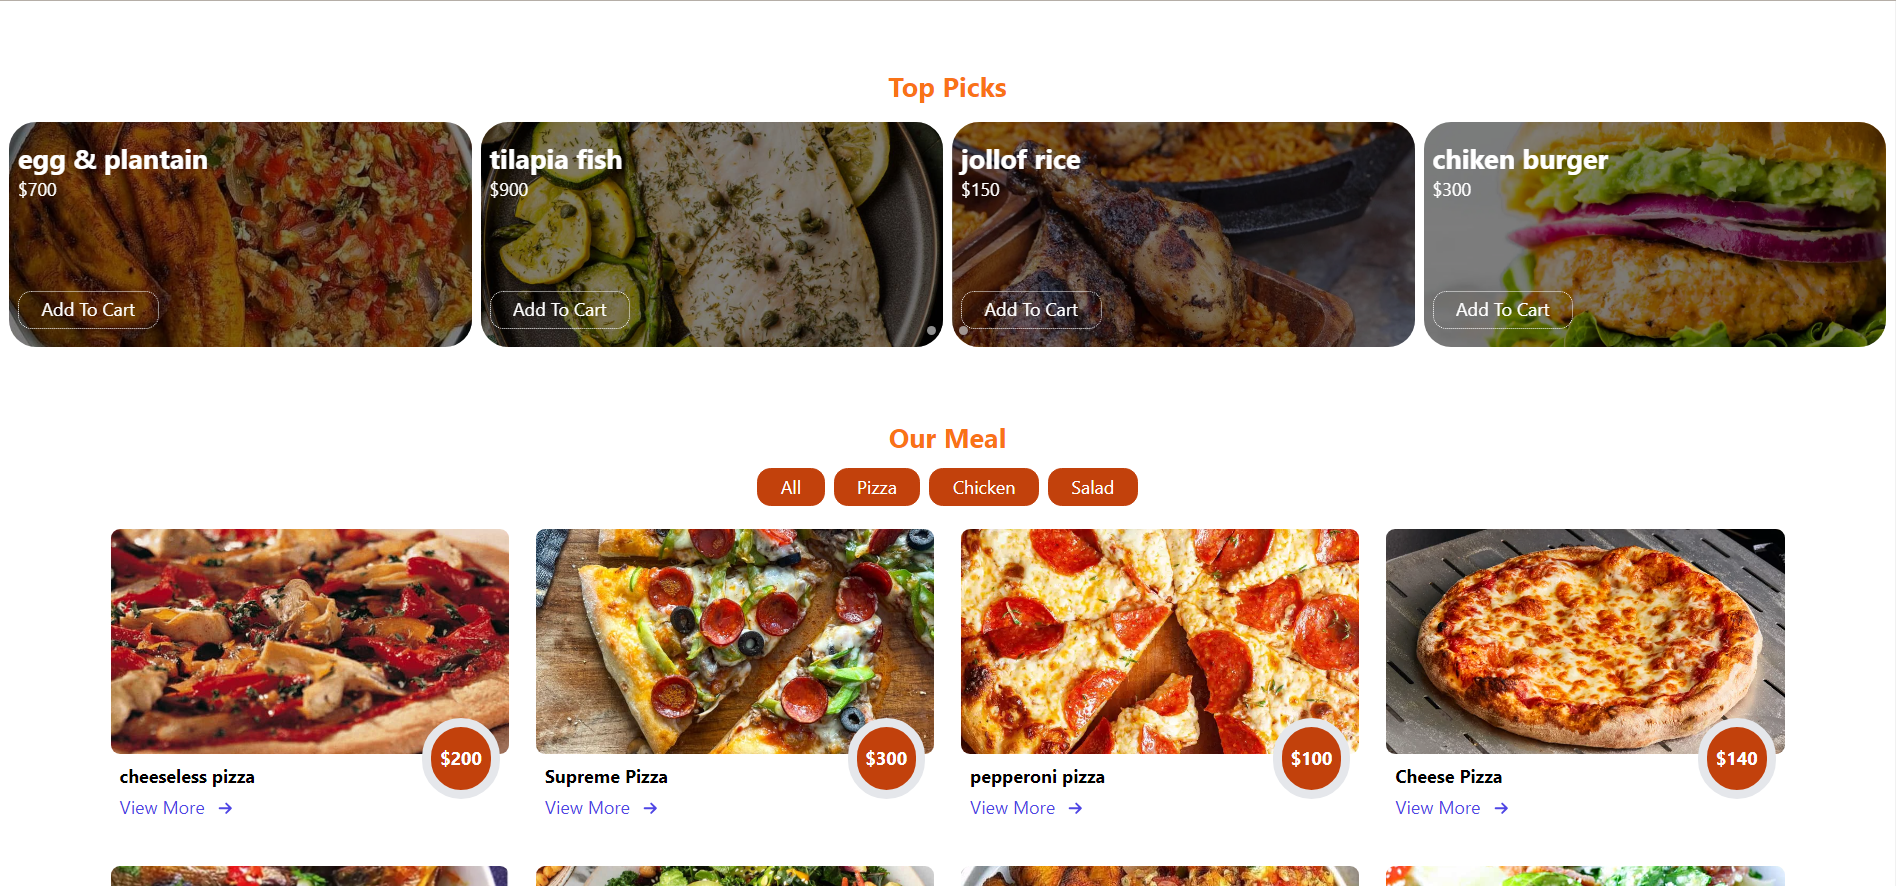 Top Picks
egg & plantain
$700
Add To Cart
tilapia fish
$900
Add To Cart
jollof rice
$150
Add To Cart
chiken burger
$300
Add To Cart
Our Meal
All
Pizza
Chicken
Salad
$200
cheeseless pizza
View More
$300
Supreme Pizza
View More
$100
pepperoni pizza
View More
$140
Cheese Pizza
View More